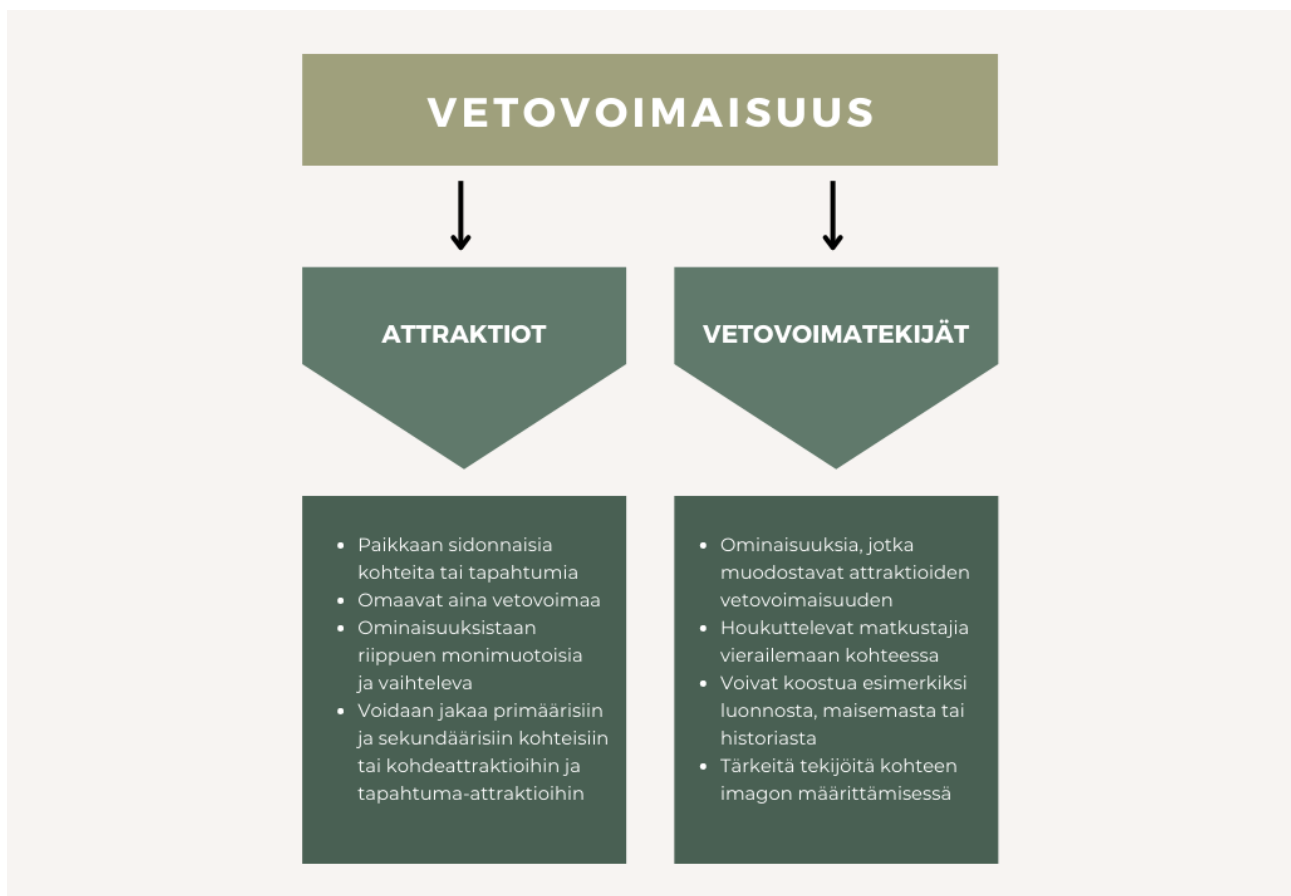 VETOVOIMAISUUS
ATTRAKTIOT
• Paikkaan sidonnaisia
kohteita tai tapahtumia
• Omaavat aina vetovoimaa
• Ominaisuuksistaan
riippuen monimuotoisia
ja vaihteleva
• Voidaan jakaa primäärisiin
ja sekundäärisiin kohteisiin
tai kohdeattraktioihin ja
tapahtuma-attraktioihin
VETOVOIMATEKIJÄT
• Ominaisuuksia, jotka
muodostavat attraktioiden
vetovoimaisuuden
• Houkuttelevat matkustajia
vierailemaan kohteessa
• Voivat koostua esimerkiksi
luonnosta, maisemasta tai
historiasta
• Tärkeitä tekijöitä kohteen
imagon määrittämisessä